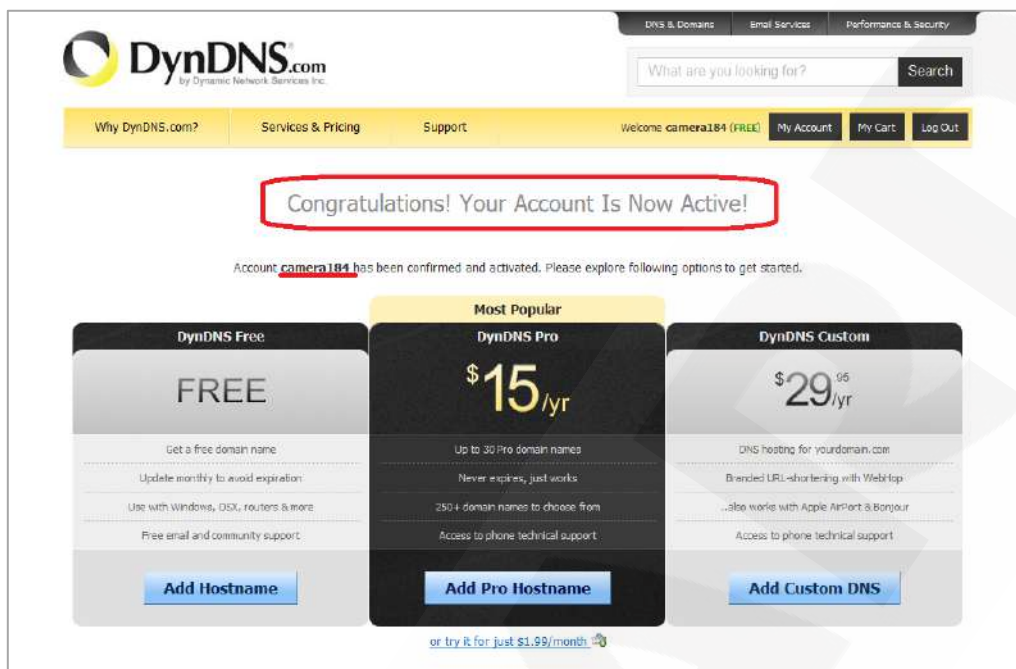 DNS & Domains Email Services Performance & Security
DynDNS.com
by Dynamic Network Services Inc.
What are you looking for? Search
Why DynDNS.com? Services & Pricing Support Welcome camera184 (FREE) My Account My Cart Log Out
Congratulations! Your Account Is Now Active!
Account camera184 has been confirmed and activated. Please explore following options to get started.
Most Popular
DynDNS Free DynDNS Pro DynDNS Custom
FREE $15/yr $29.95/yr
Get a free domain name Up to 30 Pro domain names DNS hosting for yourdomain.com
Update monthly to avoid expiration Never expires, just works Branded URL-shortening with WebHop
Use with Windows, OSX, routers & more 250+ domain names to choose from ...also works with Apple AirPort & Bonjour
Free email and community support Access to phone technical support Access to phone technical support
Add Hostname Add Pro Hostname Add Custom DNS
or try it for just $1.99/month